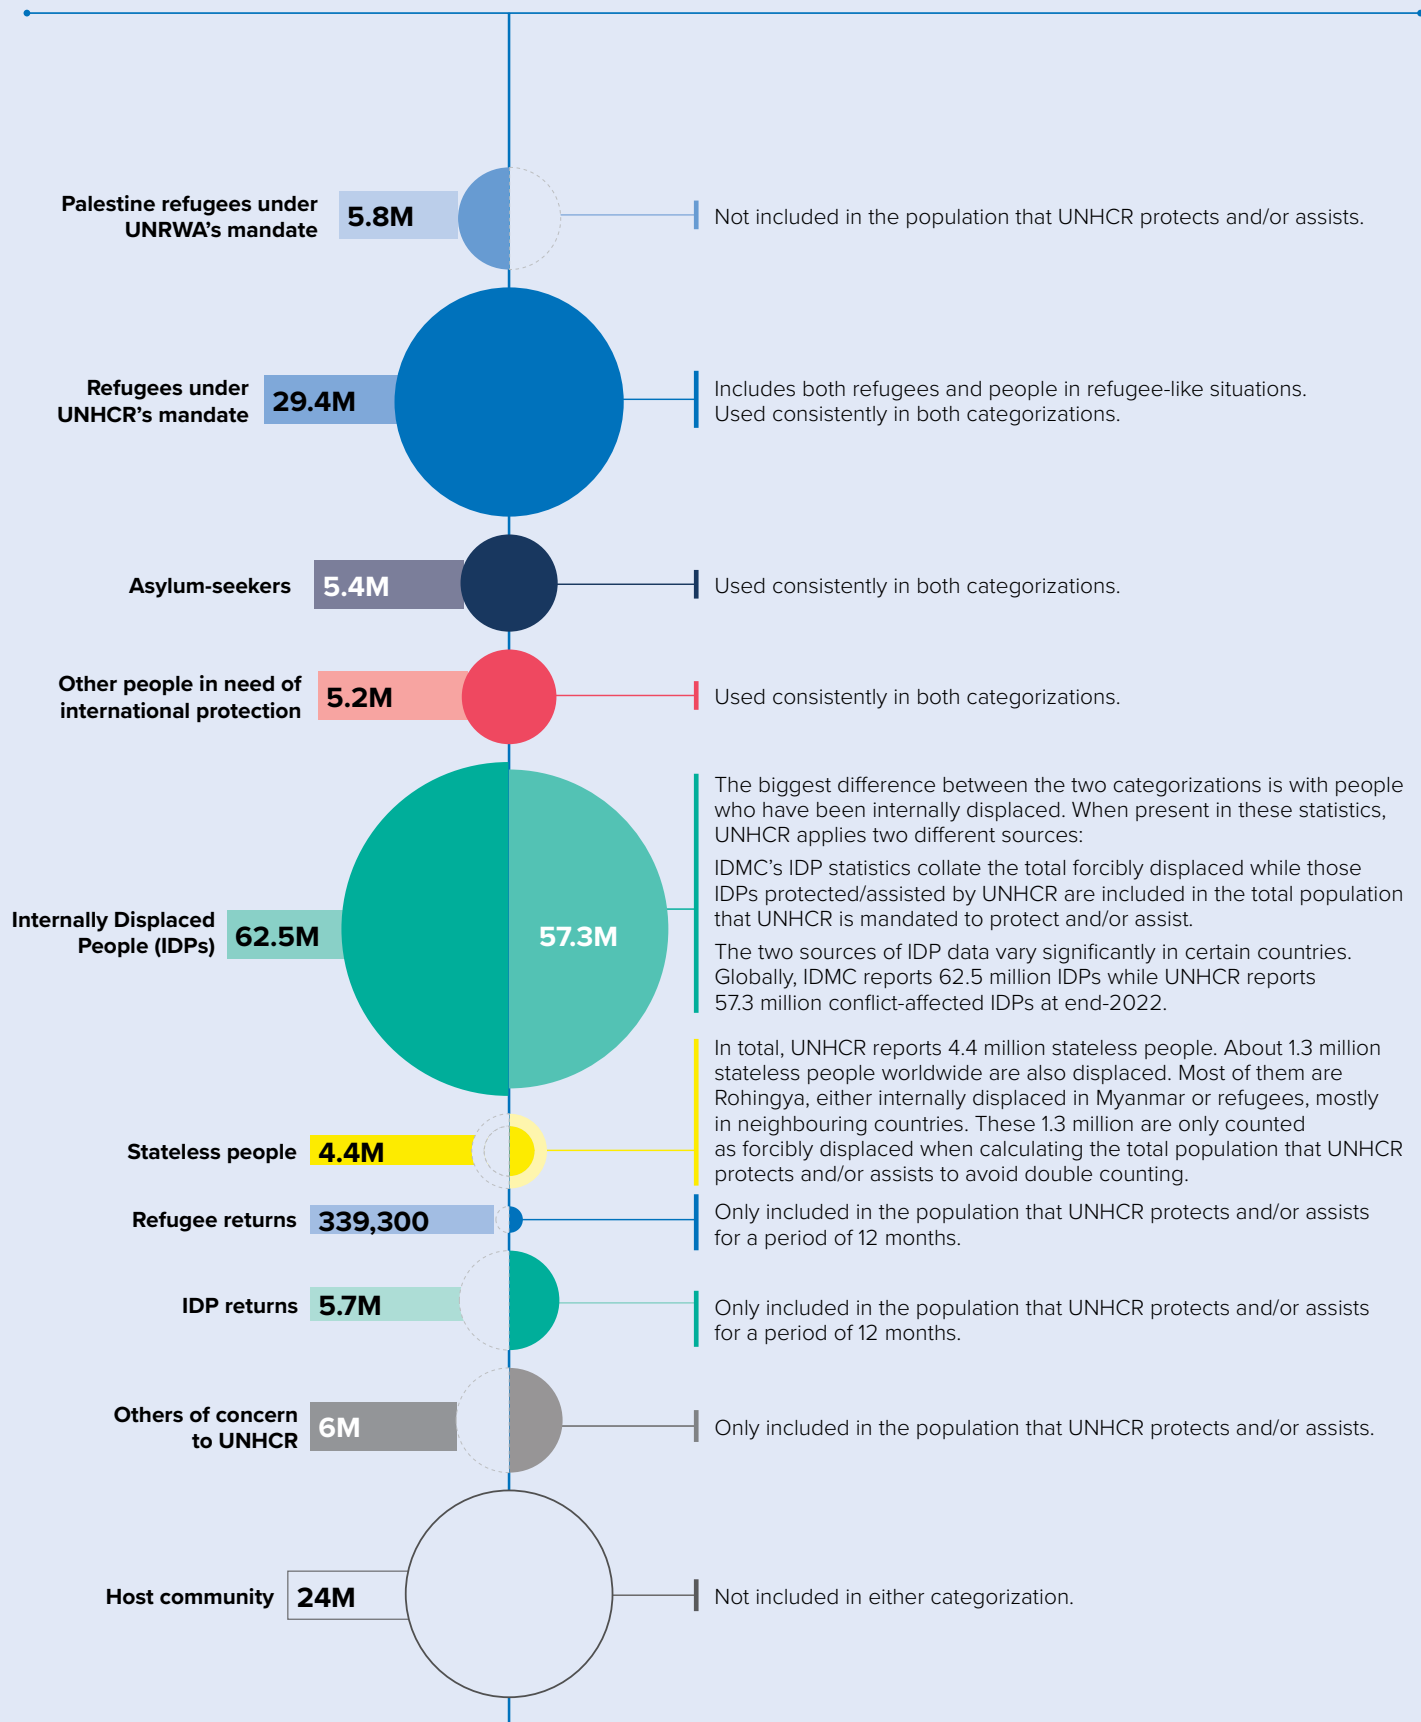 Palestine refugees under
UNRWA’s mandate
5.8M
Not included in the population that UNHCR protects and/or assists.
Refugees under
UNHCR’s mandate
29.4M
Includes both refugees and people in refugee-like situations.
Used consistently in both categorizations.
Asylum-seekers
5.4M
Used consistently in both categorizations.
Other people in need of
international protection
5.2M
Used consistently in both categorizations.
Internally Displaced
People (IDPs)
62.5M
57.3M
The biggest difference between the two categorizations is with people
who have been internally displaced. When present in these statistics,
UNHCR applies two different sources:
IDMC’s IDP statistics collate the total forcibly displaced while those
IDPs protected/assisted by UNHCR are included in the total population
that UNHCR is mandated to protect and/or assist.
The two sources of IDP data vary significantly in certain countries.
Globally, IDMC reports 62.5 million IDPs while UNHCR reports
57.3 million conflict-affected IDPs at end-2022.
Stateless people
4.4M
In total, UNHCR reports 4.4 million stateless people. About 1.3 million
stateless people worldwide are also displaced. Most of them are
Rohingya, either internally displaced in Myanmar or refugees, mostly
in neighbouring countries. These 1.3 million are only counted
as forcibly displaced when calculating the total population that UNHCR
protects and/or assists to avoid double counting.
Refugee returns
339,300
Only included in the population that UNHCR protects and/or assists
for a period of 12 months.
IDP returns
5.7M
Only included in the population that UNHCR protects and/or assists
for a period of 12 months.
Others of concern
to UNHCR
6M
Only included in the population that UNHCR protects and/or assists.
Host community
24M
Not included in either categorization.